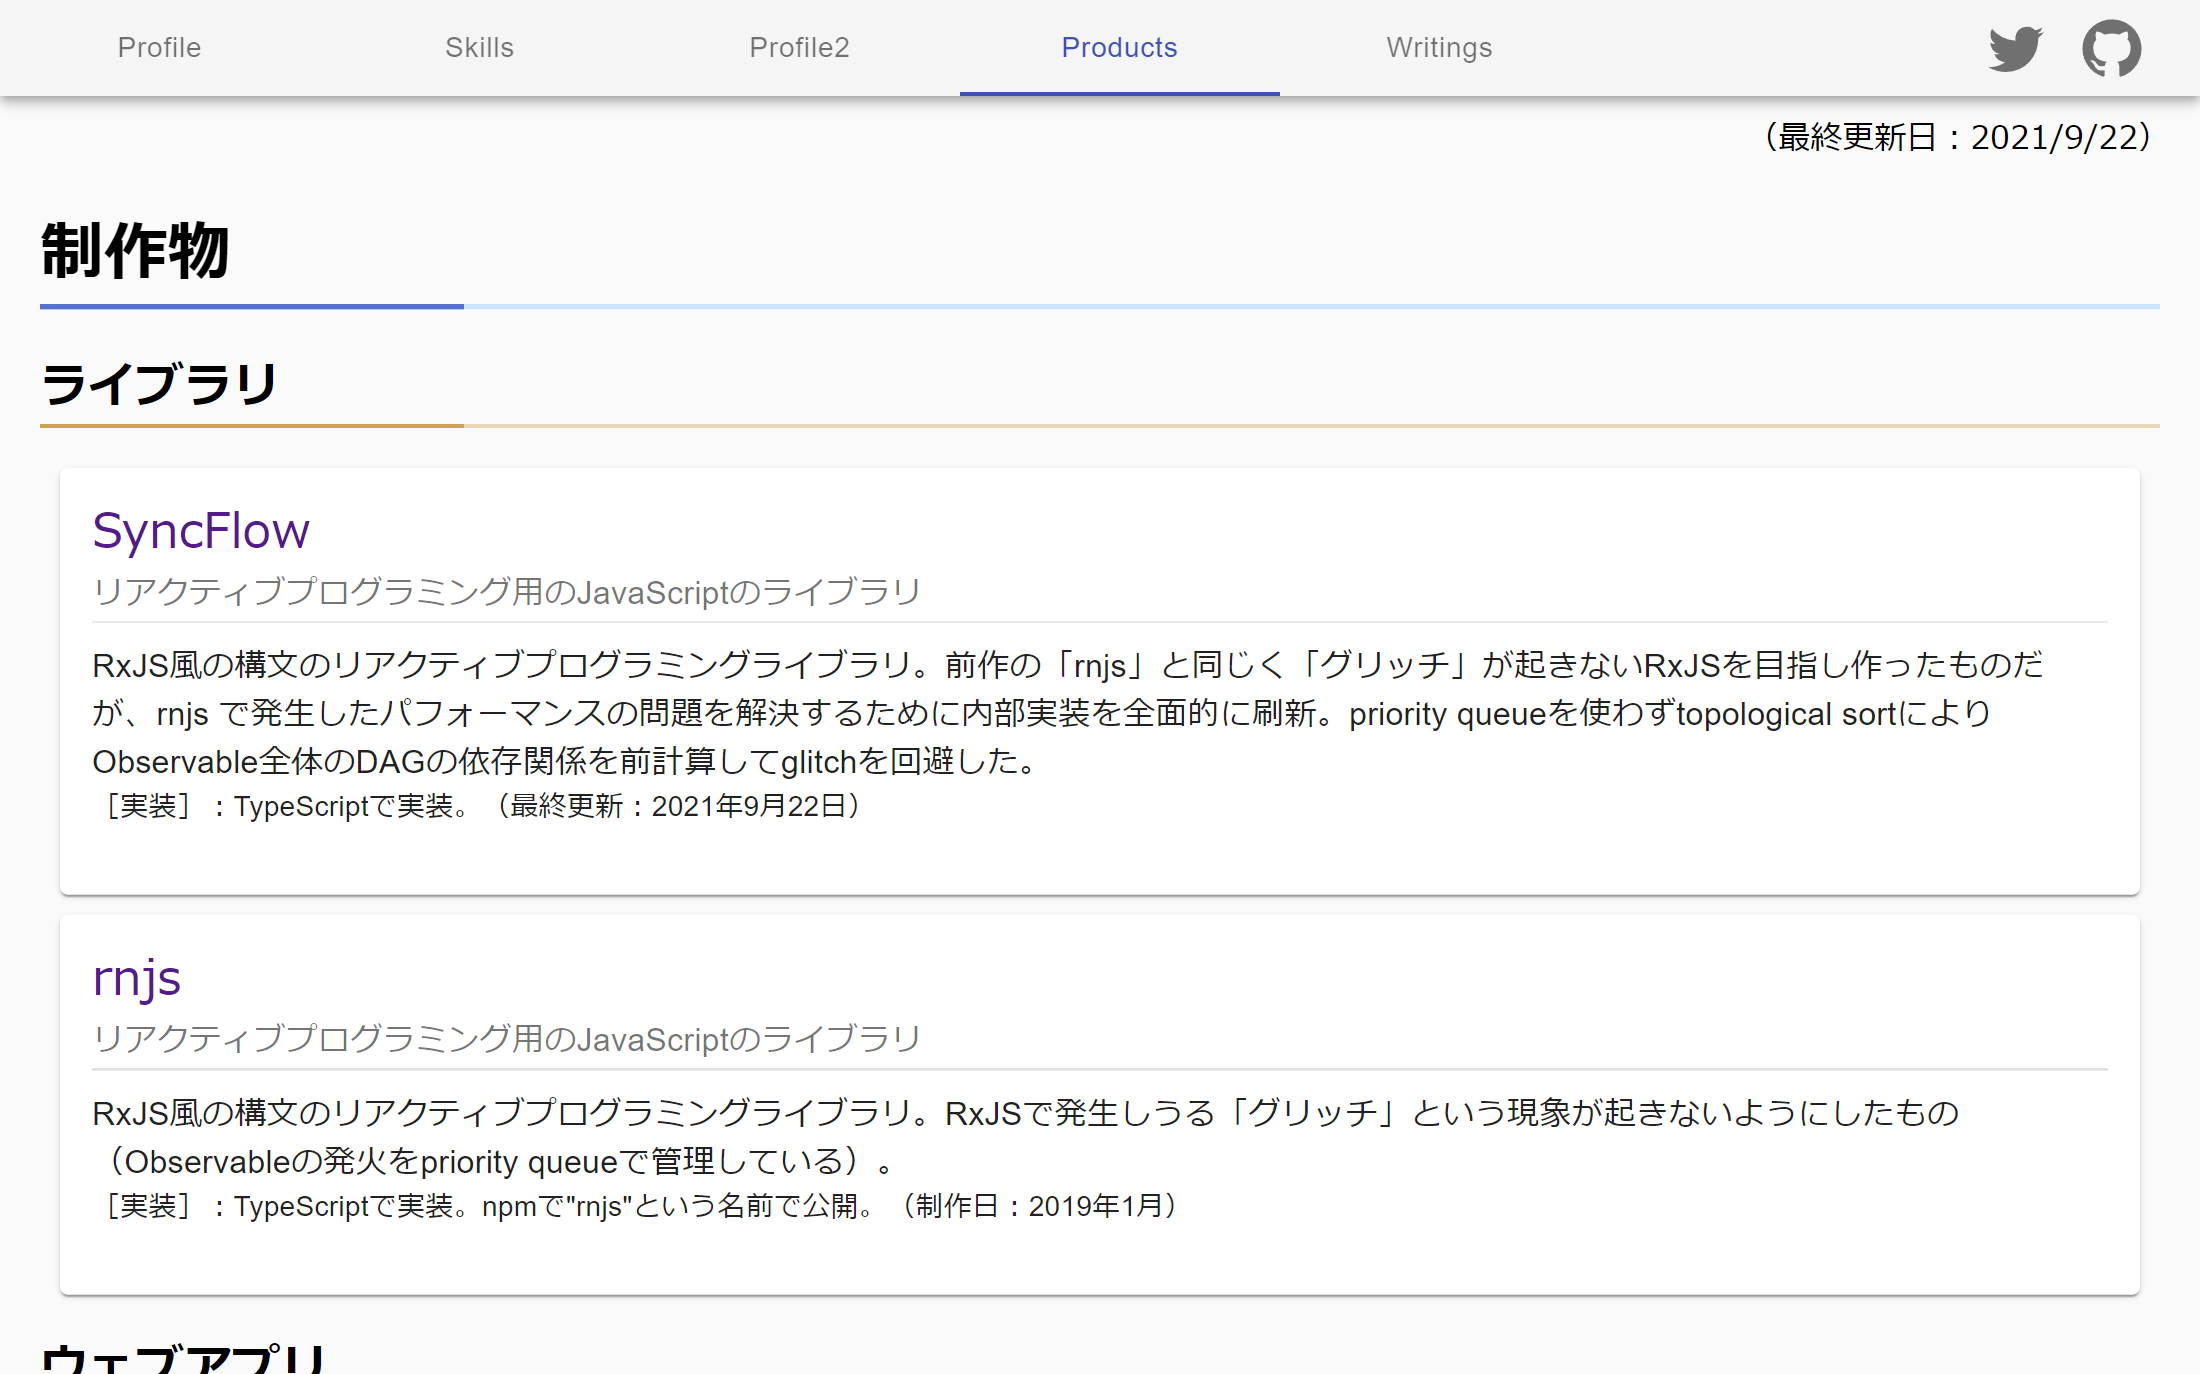 Profile Skills Profile2 Products Writings
（最終更新日：2021/9/22）
制作物
ライブラリ
SyncFlow
リアクティブプログラミング用のJavaScriptのライブラリ
RxJS風の構文のリアクティブプログラミングライブラリ。前作の「rnjs」と同じく「グリッチ」が起きないRxJSを目指し作ったものだ
が、rnjs で発生したパフォーマンスの問題を解決するために内部実装を全面的に刷新。priority queueを使わずtopological sortにより
Observable全体のDAGの依存関係を前計算してglitchを回避した。
［実装］：TypeScriptで実装。（最終更新：2021年9月22日）
rnjs
リアクティブプログラミング用のJavaScriptのライブラリ
RxJS風の構文のリアクティブプログラミングライブラリ。RxJSで発生しうる「グリッチ」という現象が起きないようにしたもの
（Observableの発火をpriority queueで管理している）。
［実装］：TypeScriptで実装。npmで"rnjs"という名前で公開。（制作日：2019年1月）
ウェブアプリ